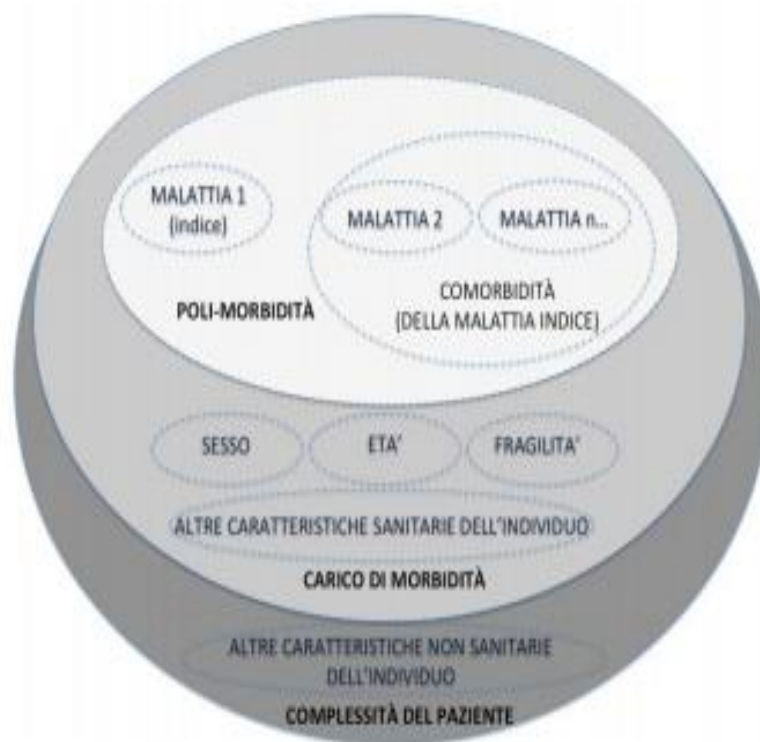 MALATTIA 1
(indice)
MALATTIA 2
MALATTIA n...
COMORBIDITÀ
(DELLA MALATTIA INDICE)
POLI-MORBIDITÀ
SESSO
ETA'
FRAGILITA'
ALTRE CARATTERISTICHE SANITARIE DELL'INDIVIDUO
CARICO DI MORBIDITÀ
ALTRE CARATTERISTICHE NON SANITARIE
DELL'INDIVIDUO
COMPLESSITÀ DEL PAZIENTE